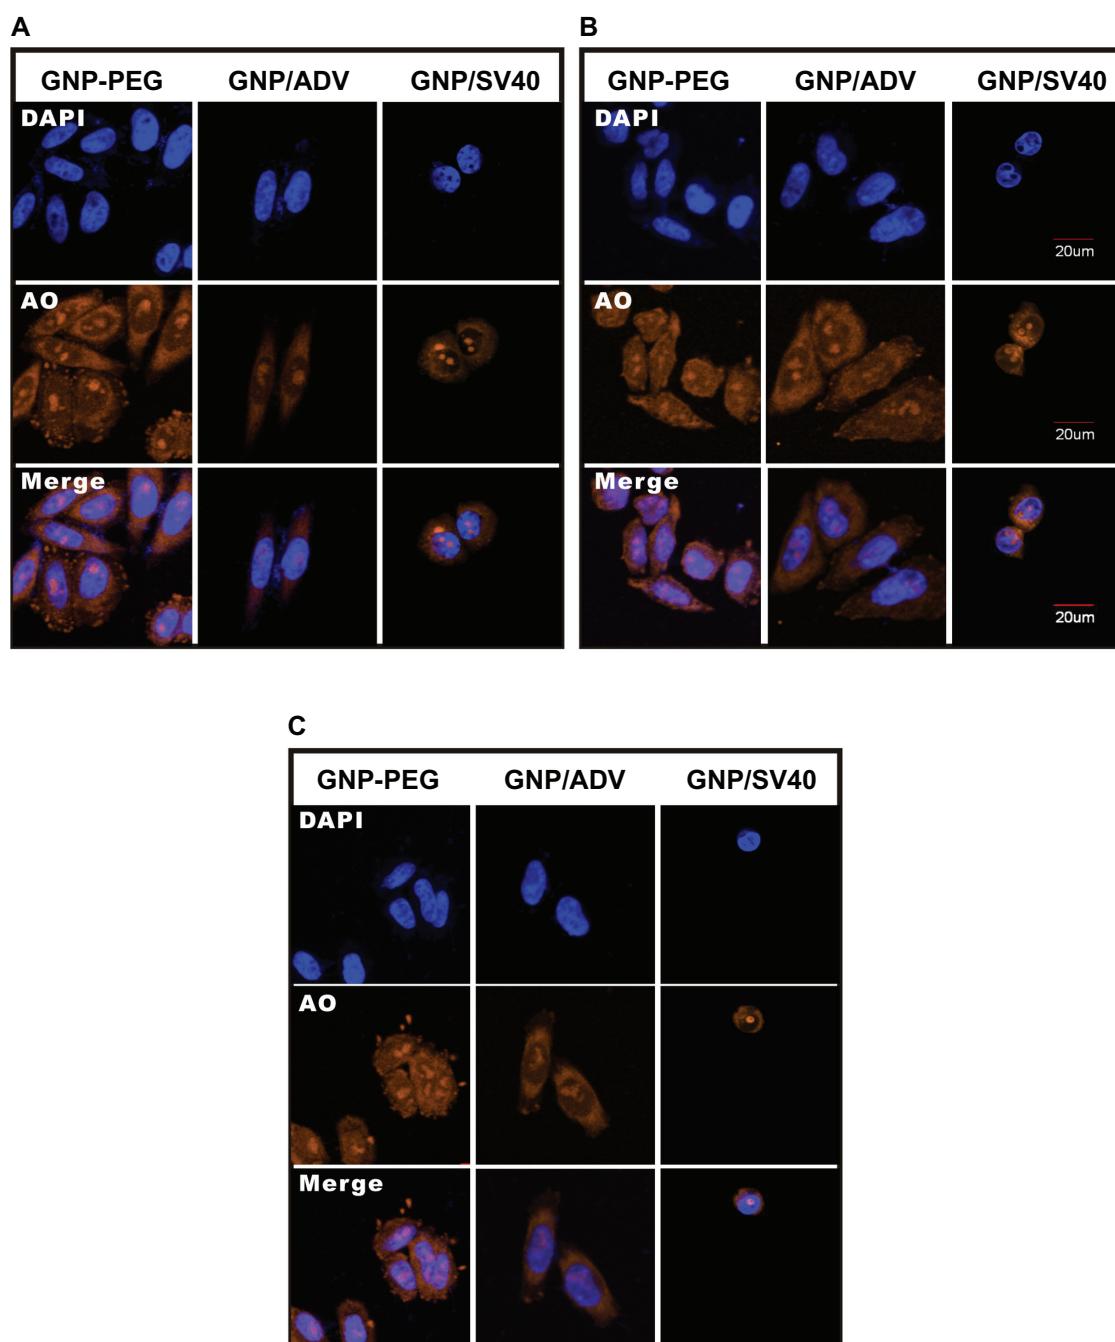 A
GNP-PEG GNP/ADV GNP/SV40
DAPI
AO
Merge
B
GNP-PEG GNP/ADV GNP/SV40
DAPI
20um
AO
20um
Merge
20um
C
GNP-PEG GNP/ADV GNP/SV40
DAPI
AO
Merge